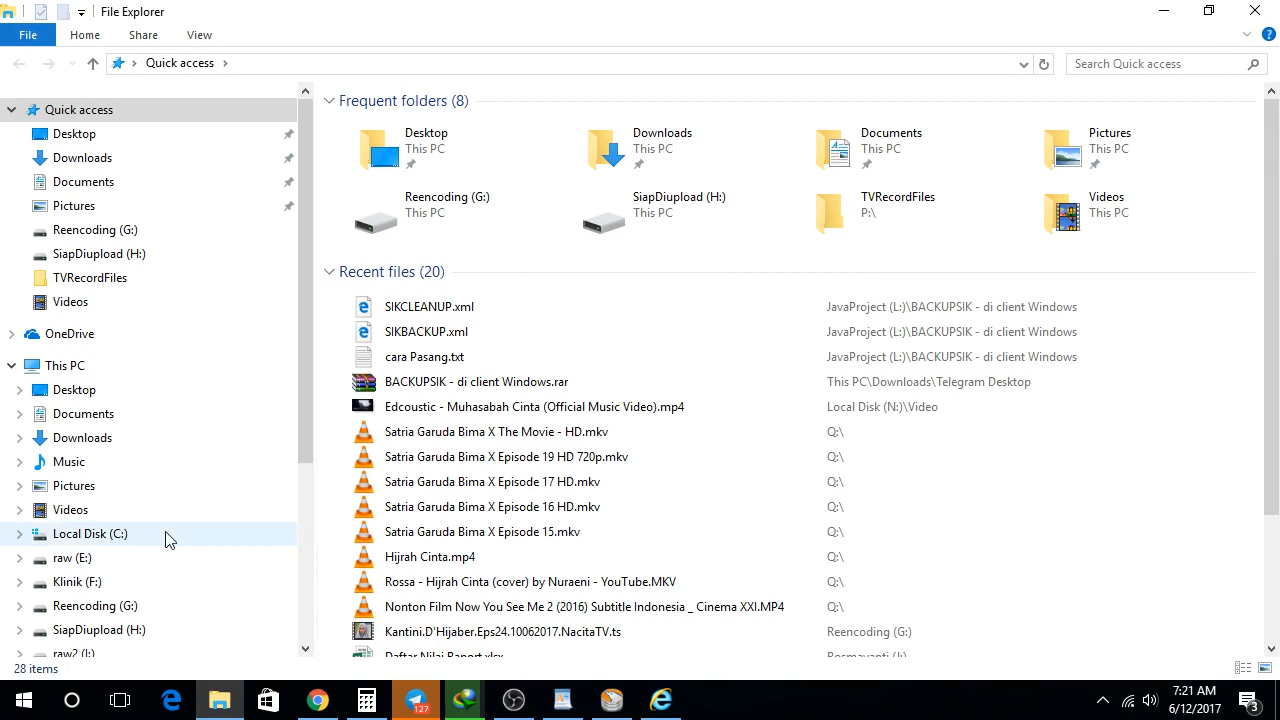 File Explorer
File Home Share View
Quick access
Search Quick access
Quick access
Desktop
Downloads
Documents
Pictures
Reencoding (G:)
SiapDiupload (H:)
TVRecordFiles
Videos
OneDrive
This PC
Desktop
Documents
Downloads
Music
Pictures
Videos
Local Disk (C:)
raw (E:)
Klinik (F:)
Reencoding (G:)
SiapDiupload (H:)
raw2 (I:)
Frequent folders (8)
Desktop
This PC
Downloads
This PC
Documents
This PC
Pictures
This PC
Reencoding (G:)
This PC
SiapDiupload (H:)
This PC
TVRecordFiles
P:\
Videos
This PC
Recent files (20)
SIKCLEANUP.xml JavaProject (L:)\BACKUPSIK - di client Windows
SIKBACKUP.xml JavaProject (L:)\BACKUPSIK - di client Windows
cara Pasang.txt JavaProject (L:)\BACKUPSIK - di client Windows
BACKUPSIK - di client Windows.rar This PC\Downloads\Telegram Desktop
Edcoustic - Muhasabah Cinta (Official Music Video).mp4 Local Disk (N:)\Video
Satria Garuda Bima X The Movie - HD.mkv Q:\
Satria Garuda Bima X Episode 19 HD 720p.mkv Q:\
Satria Garuda Bima X Episode 17 HD.mkv Q:\
Satria Garuda Bima X Episode 16 HD.mkv Q:\
Satria Garuda Bima X Episode 15.mkv Q:\
Hijrah Cinta.mp4 Q:\
Rossa - Hijrah Cinta (cover) by Nuraeni - YouTube.MKV Q:\
Nonton Film Now You See Me 2 (2016) Subtitle Indonesia _ Cinema XXI.MP4 Q:\
Kantini.D'Hijaber.Eps24.10062017.NacitaTV.ts Reencoding (G:)
Daftar Nilai Raport.xlsx
28 items
127
7:21 AM
6/12/2017
3